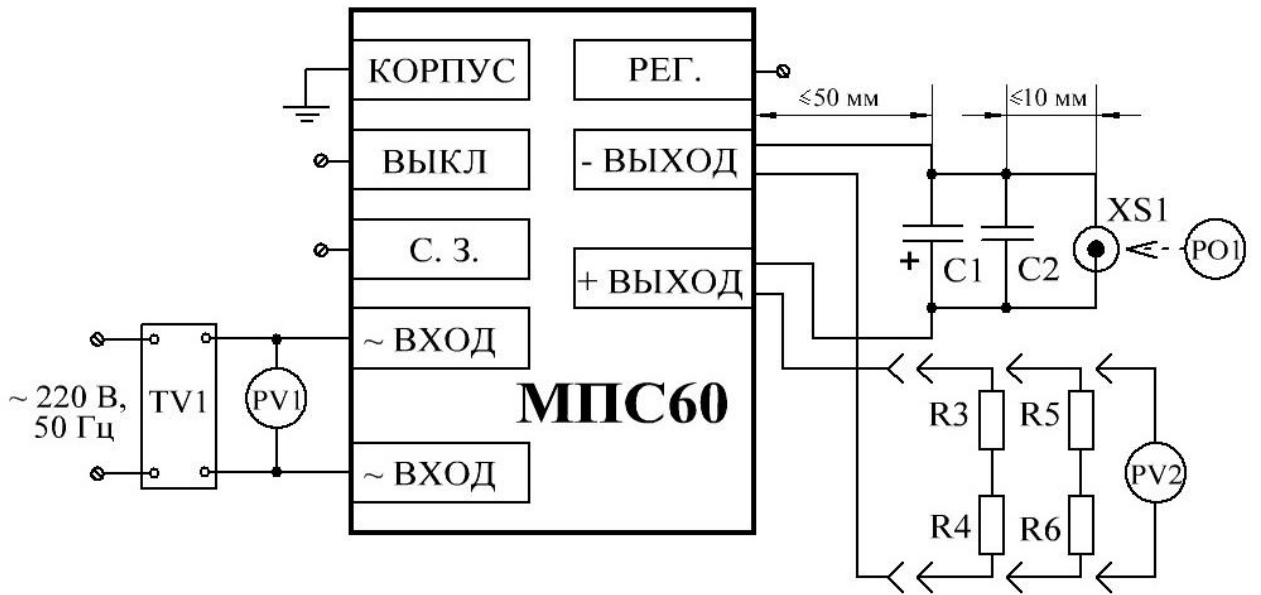 КОРПУС
РЕГ.
⩽50 мм
⩽10 мм
ВЫКЛ
- ВЫХОД
XS1
PO1
С. З.
+ ВЫХОД
+
C1
C2
~ ВХОД
~ 220 В,
50 Гц
TV1
PV1
МПС60
R3
R5
~ ВХОД
PV2
R4
R6